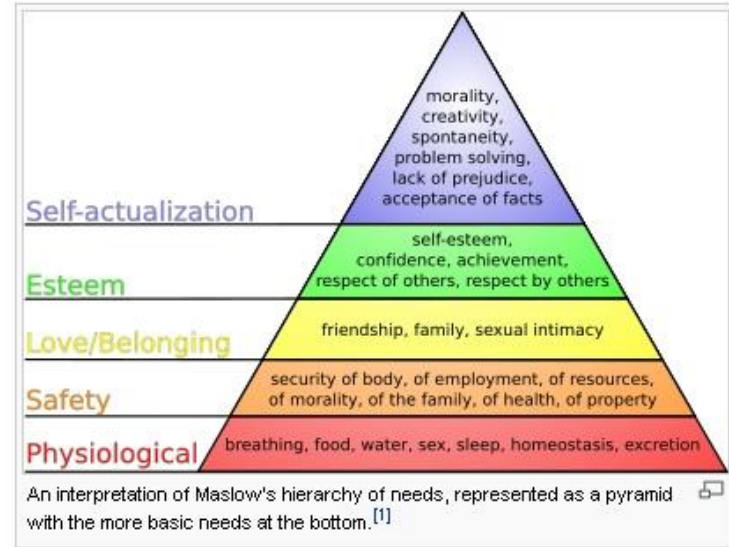 morality,
creativity,
spontaneity,
problem solving,
lack of prejudice,
acceptance of facts
Self-actualization
self-esteem,
confidence, achievement,
respect of others, respect by others
Esteem
friendship, family, sexual intimacy
Love/Belonging
security of body, of employment, of resources,
of morality, of the family, of health, of property
Safety
breathing, food, water, sex, sleep, homeostasis, excretion
Physiological
An interpretation of Maslow's hierarchy of needs, represented as a pyramid
with the more basic needs at the bottom.[1]